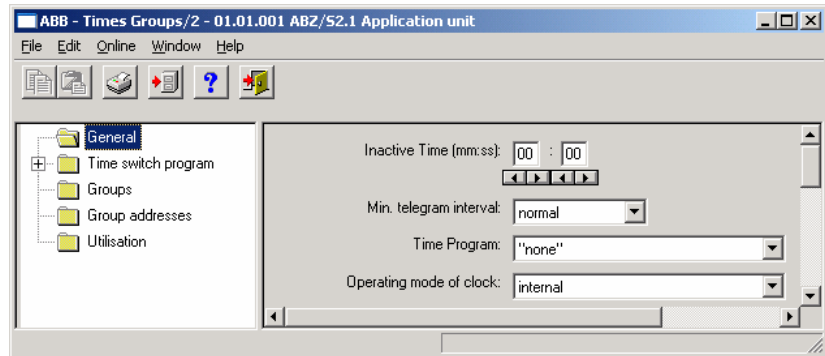 ABB - Times Groups/2 - 01.01.001 ABZ/S2.1 Application unit
File Edit Online Window Help
?
General
Time switch program
Groups
Group addresses
Utilisation
Inactive Time (mm:ss): 00 : 00
Min. telegram interval: normal
Time Program: "none"
Operating mode of clock: internal